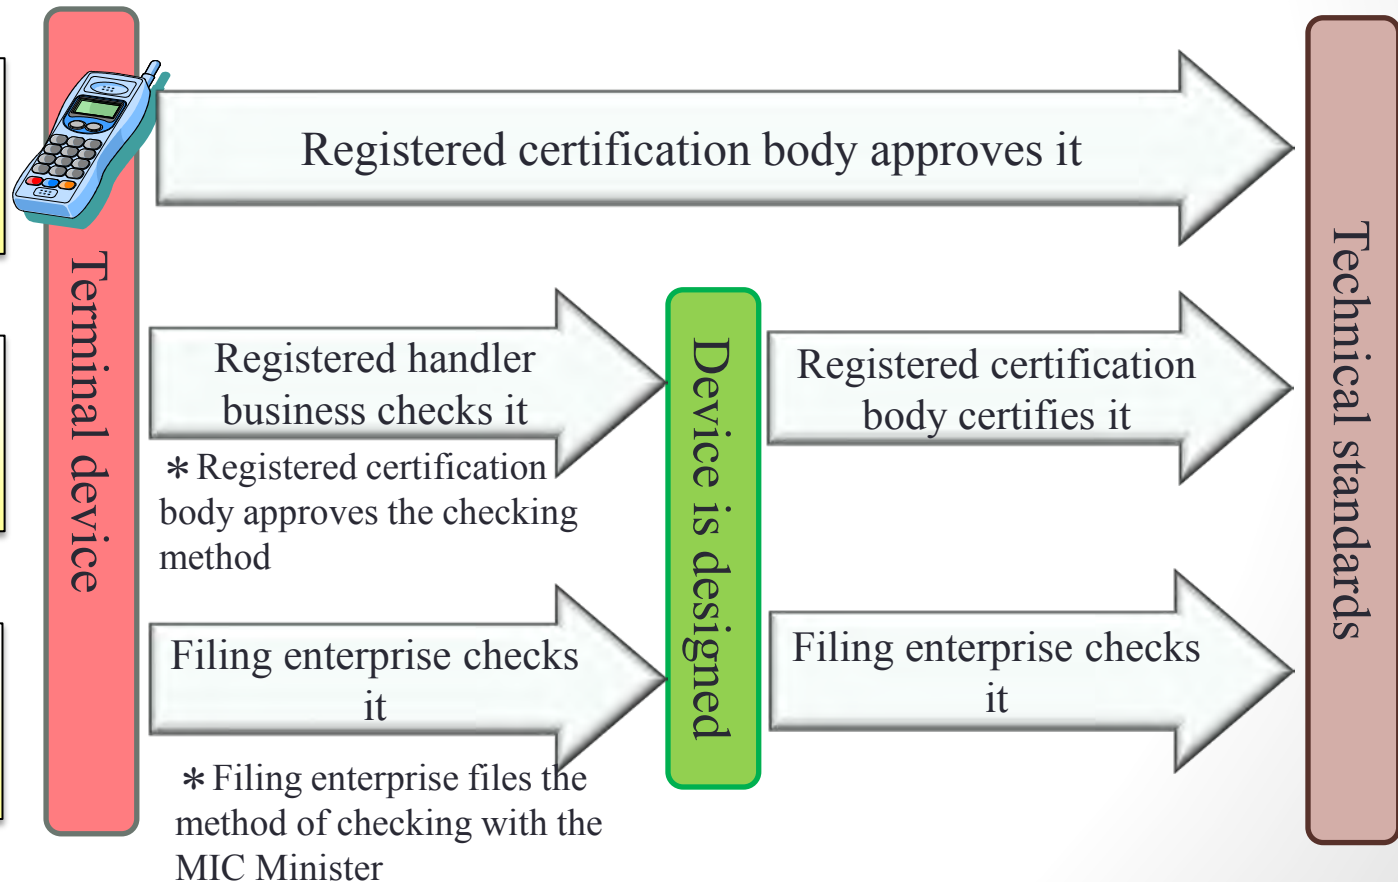 Terminal device
Registered certification body approves it
Registered handler
business checks it
＊Registered certification
body approves the checking
method
Device is designed
Registered certification
body certifies it
Filing enterprise checks
it
＊Filing enterprise files the
method of checking with the
MIC Minister
Filing enterprise checks
it
Technical standards